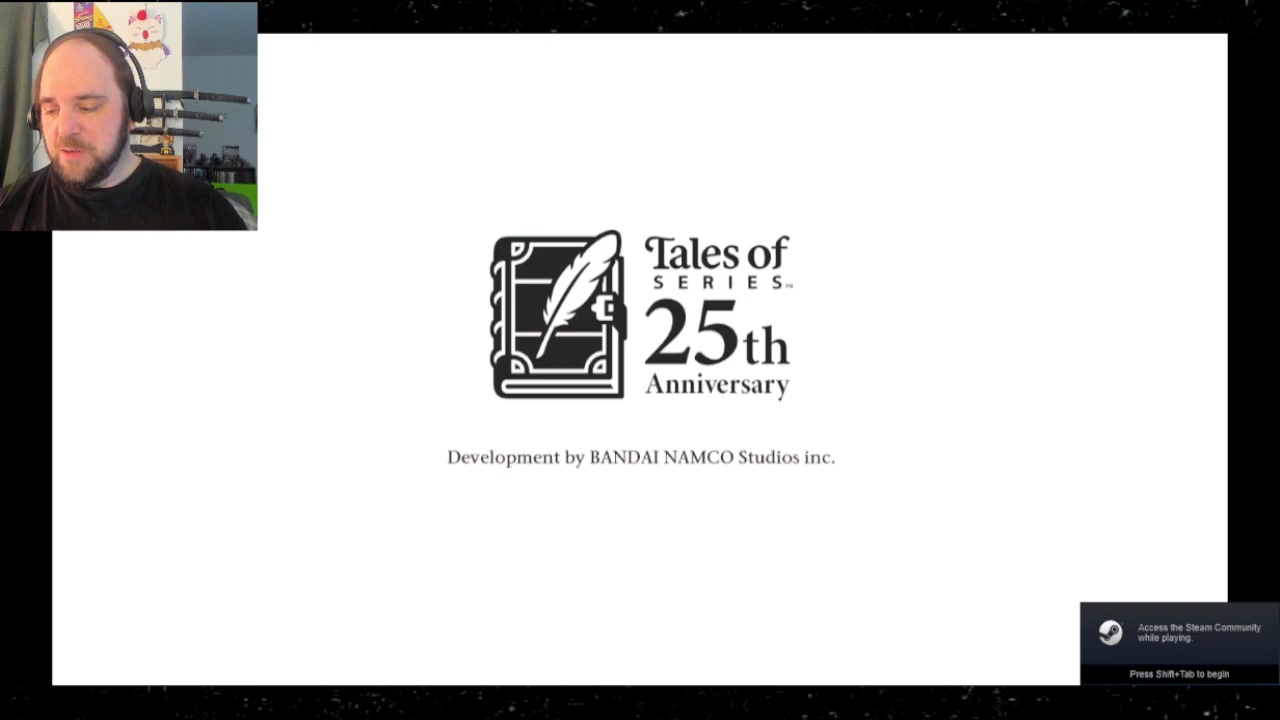 Tales of
SERIES™
25th
Anniversary
Development by BANDAI NAMCO Studios inc.
Access the Steam Community
while playing.
Press Shift+Tab to begin